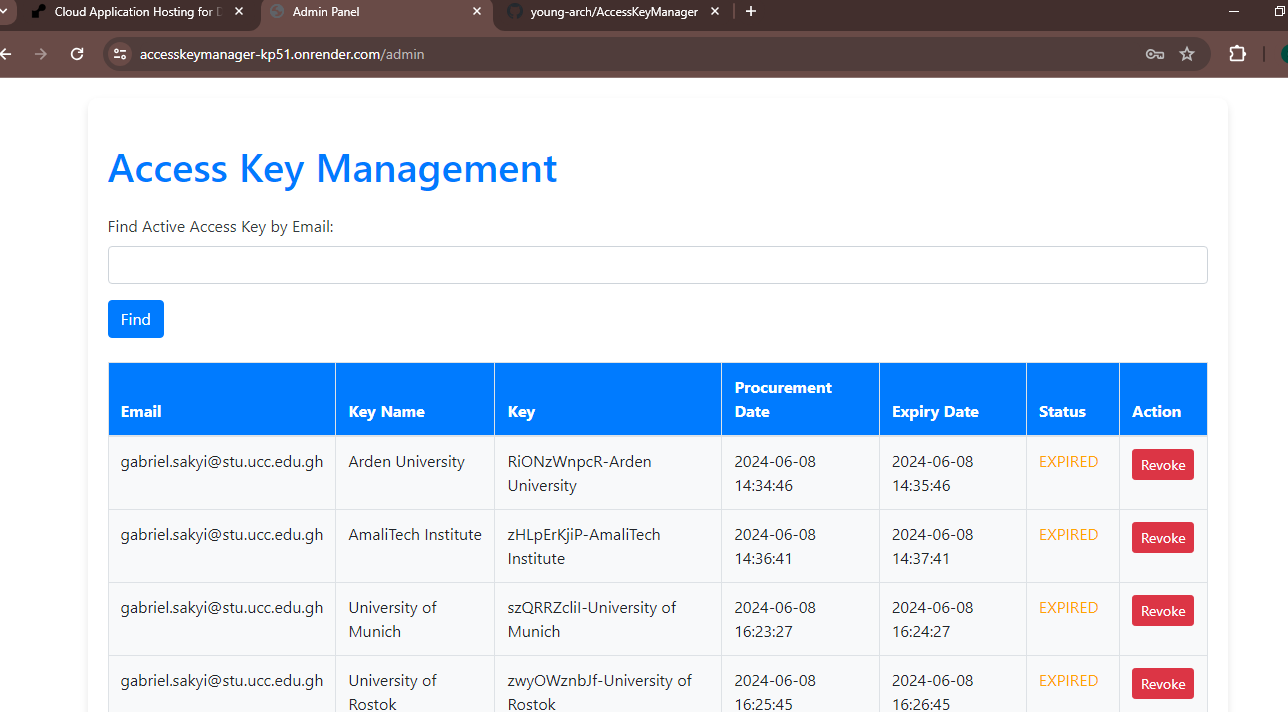 Cloud Application Hosting for D
Admin Panel
young-arch/AccessKeyManager
accesskeymanager-kp51.onrender.com/admin
Access Key Management
Find Active Access Key by Email:
Find
Email Key Name Key Procurement Date Expiry Date Status Action
gabriel.sakyi@stu.ucc.edu.gh Arden University RiONzWnpcR-Arden 2024-06-08 2024-06-08 EXPIRED Revoke
University 14:34:46 14:35:46
gabriel.sakyi@stu.ucc.edu.gh AmaliTech Institute zHLpErKjiP-AmaliTech 2024-06-08 2024-06-08 EXPIRED Revoke
Institute 14:36:41 14:37:41
gabriel.sakyi@stu.ucc.edu.gh University of szQRRZcliI-University of 2024-06-08 2024-06-08 EXPIRED Revoke
Munich Munich 16:23:27 16:24:27
gabriel.sakyi@stu.ucc.edu.gh University of zwyOWznbJf-University of 2024-06-08 2024-06-08 EXPIRED Revoke
Rostok Rostok 16:25:45 16:26:45